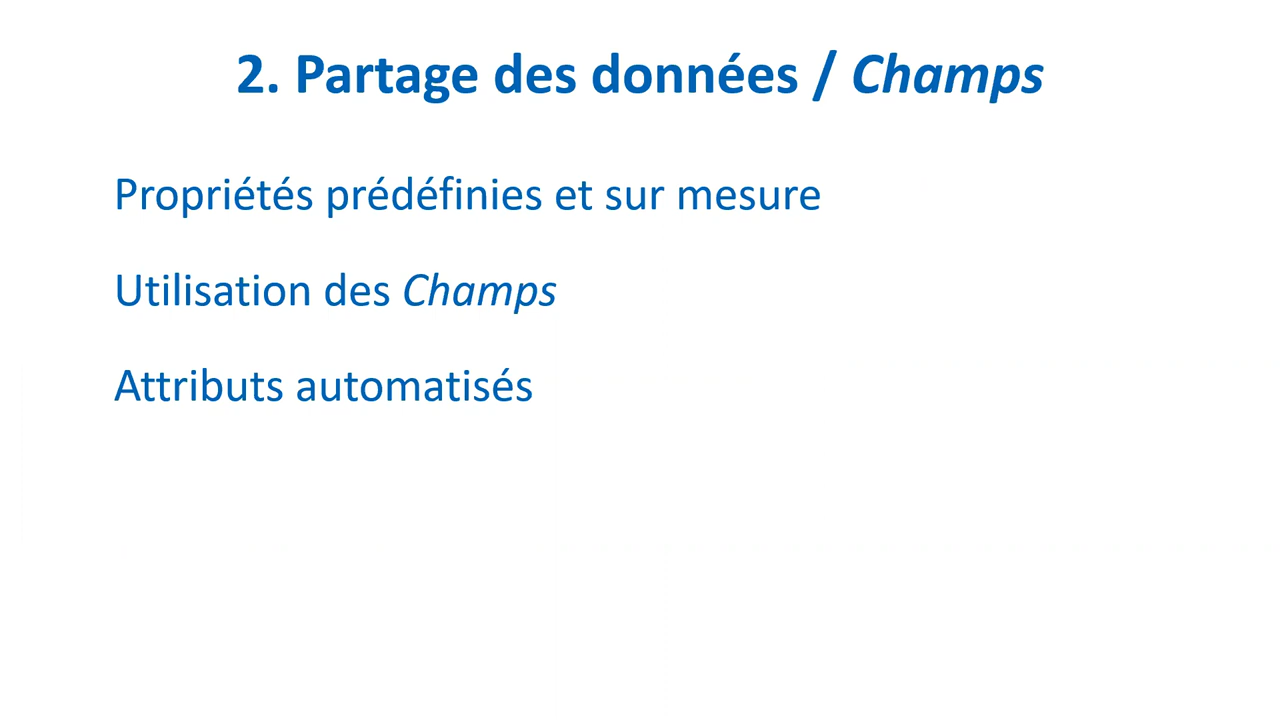 2. Partage des données / Champs
Propriétés prédéfinies et sur mesure
Utilisation des Champs
Attributs automatisés